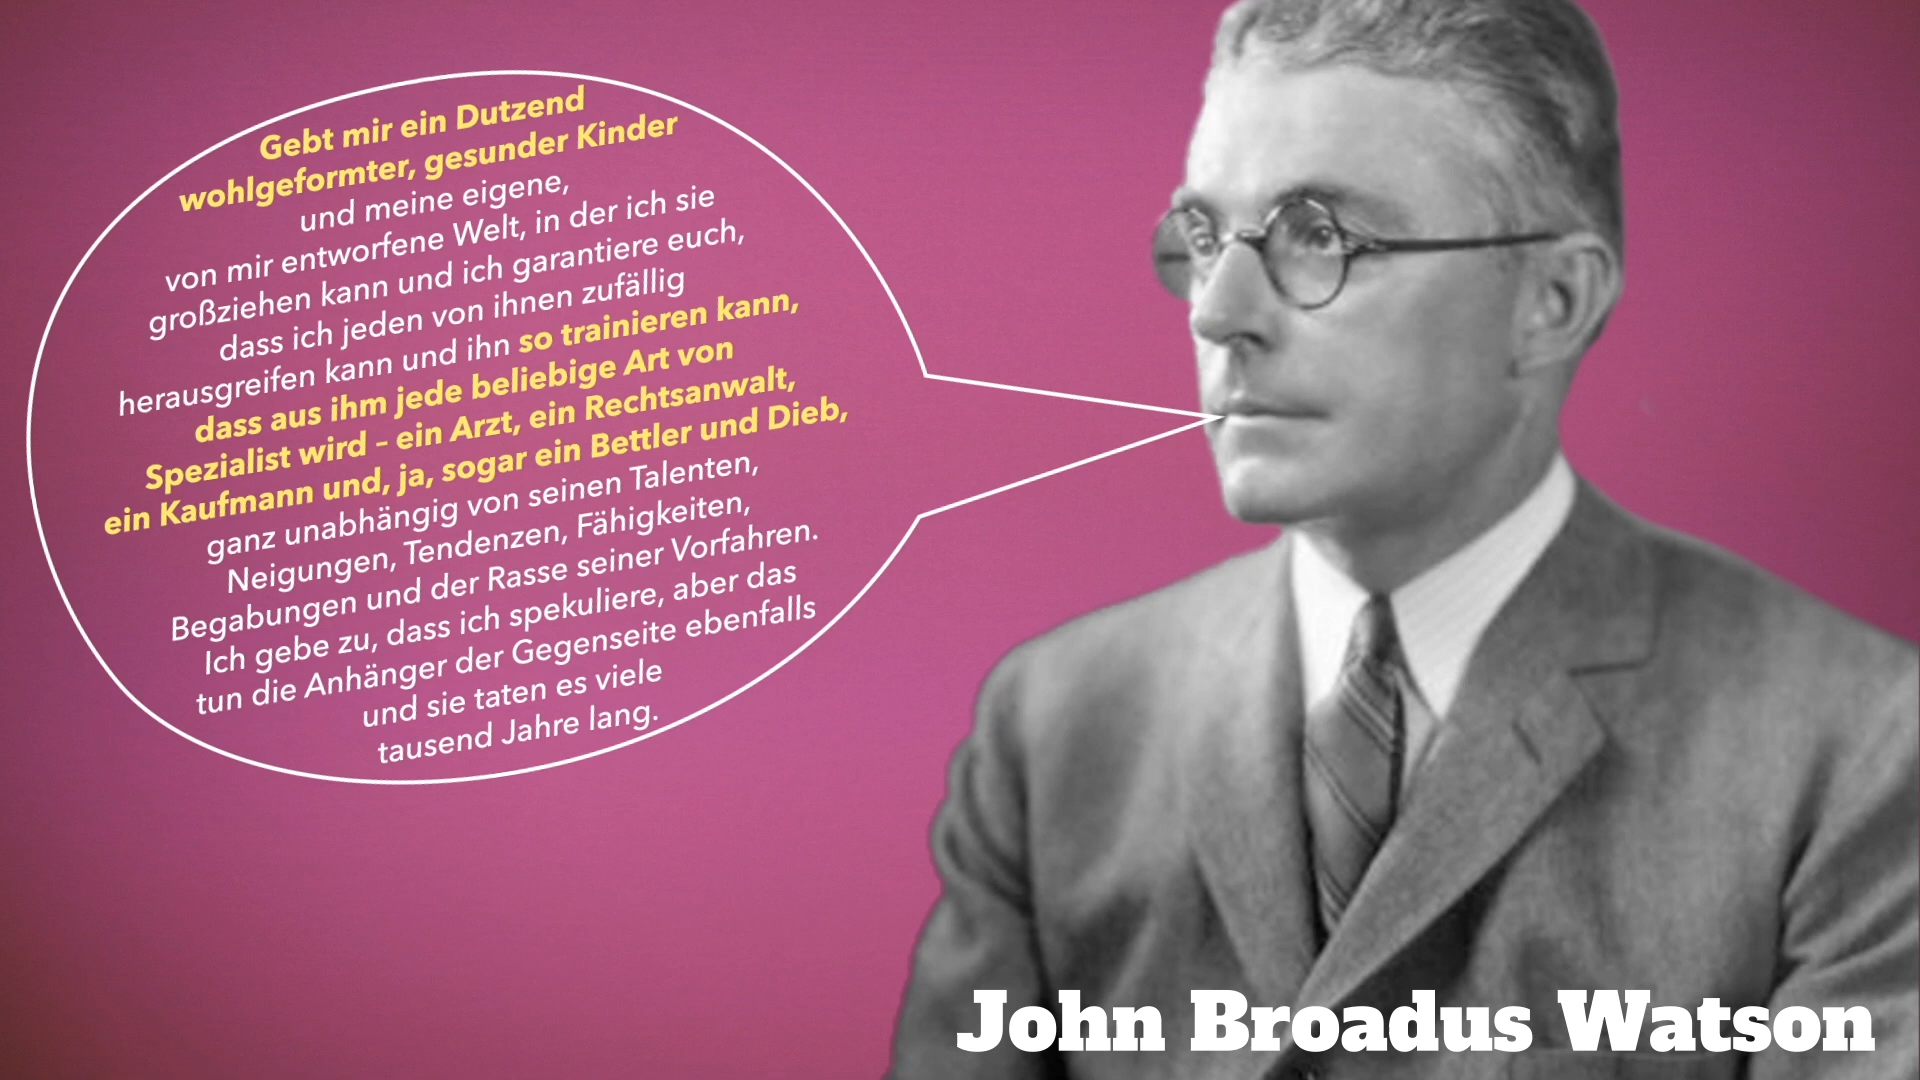 Gebt mir ein Dutzend
wohlgeformter, gesunder Kinder
und meine eigene,
von mir entworfene Welt, in der ich sie
großziehen kann und ich garantiere euch,
dass ich jeden von ihnen zufällig
herausgreifen kann und ihn so trainieren kann,
dass aus ihm jede beliebige Art von
Spezialist wird – ein Arzt, ein Rechtsanwalt,
ein Kaufmann und, ja, sogar ein Bettler und Dieb,
ganz unabhängig von seinen Talenten,
Neigungen, Tendenzen, Fähigkeiten,
Begabungen und der Rasse seiner Vorfahren.
Ich gebe zu, dass ich spekuliere, aber das
tun die Anhänger der Gegenseite ebenfalls
und sie taten es viele
tausend Jahre lang.
John Broadus Watson